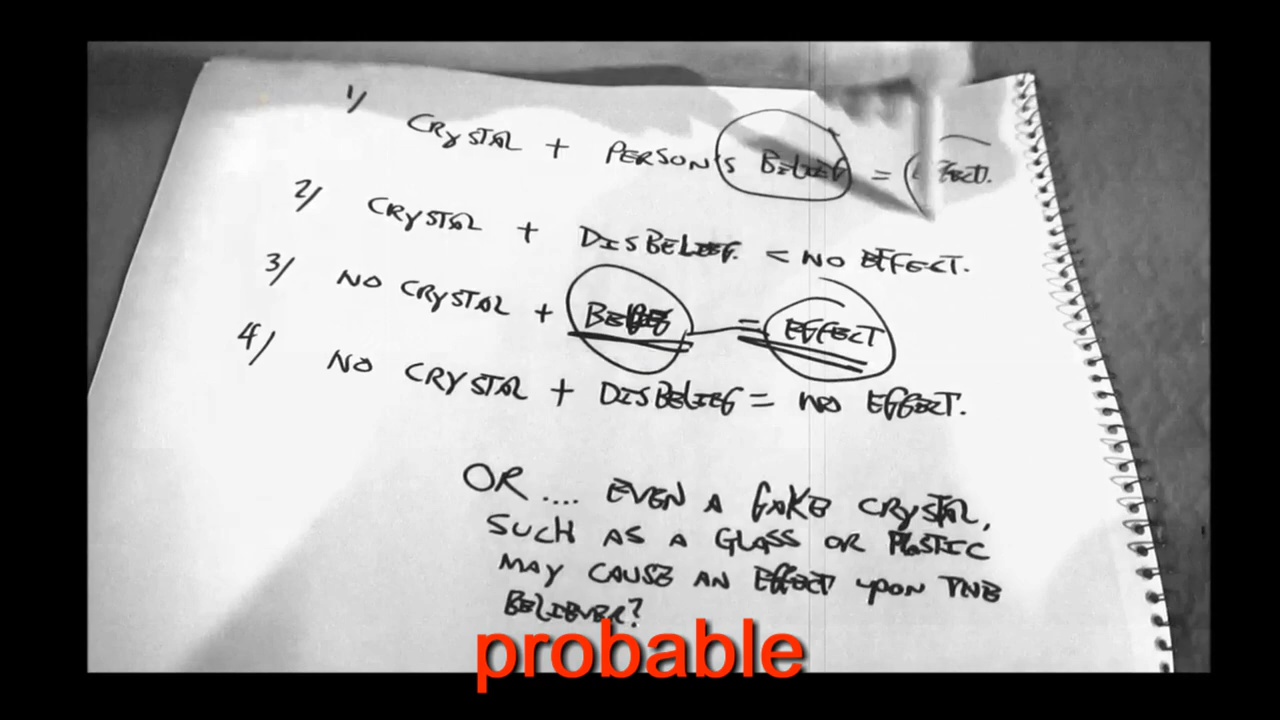 1/ CRYSTAL + PERSON'S BELIEF = EFFECT.
2/ CRYSTAL + DISBELIEF = NO EFFECT.
3/ NO CRYSTAL + BELIEF = EFFECT
4/ NO CRYSTAL + DISBELIEF = NO EFFECT.
OR.... EVEN A FAKE CRYSTAL,
SUCH AS A GLASS OR PLASTIC
MAY CAUSE AN EFFECT UPON THE
BELIEVER?
probable